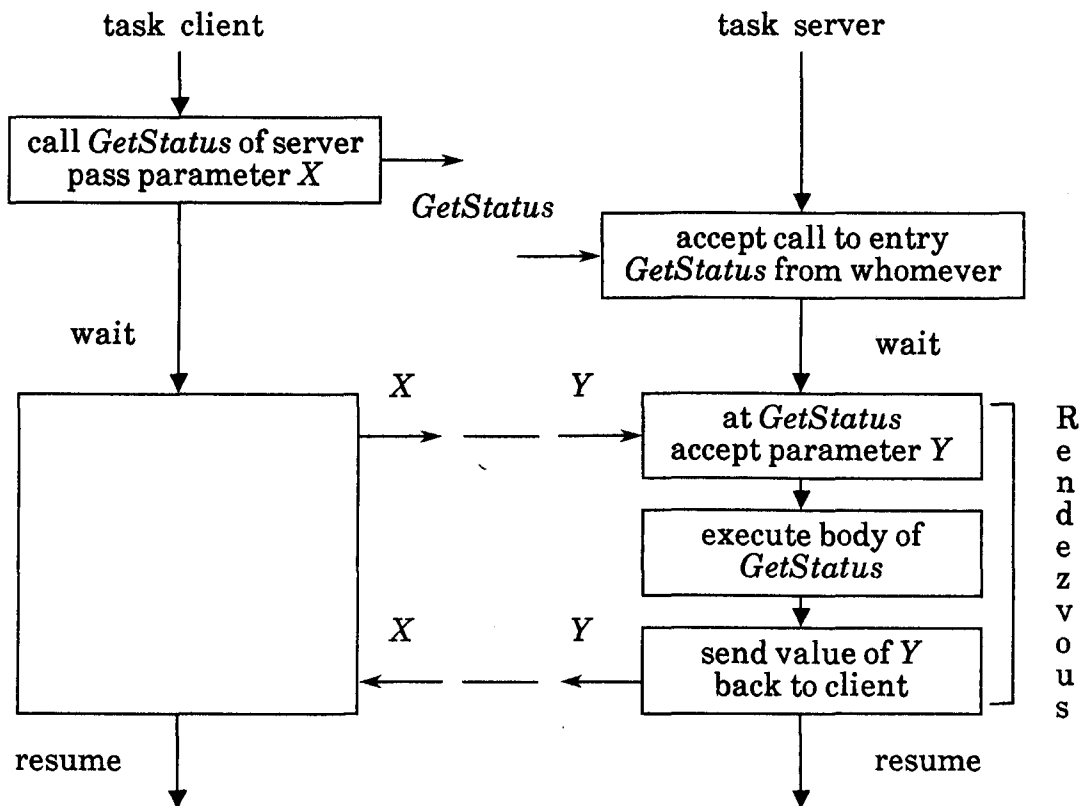 task client
task server
call GetStatus of server
pass parameter X
GetStatus
accept call to entry
GetStatus from whomever
wait
wait
X
Y
at GetStatus
accept parameter Y
execute body of
GetStatus
X
Y
send value of Y
back to client
Rendezvous
resume
resume